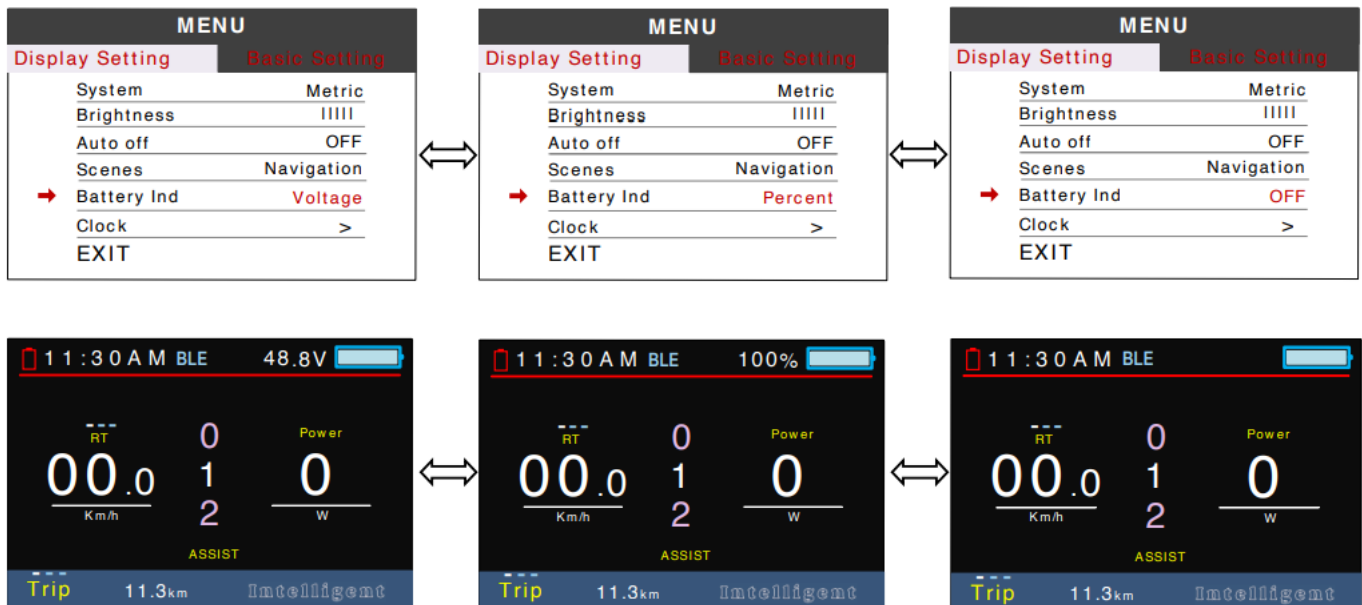 MENU
Display Setting Basic Setting
System Metric
Brightness IIIII
Auto off OFF
Scenes Navigation
Battery Ind Voltage
Clock >
EXIT
MENU
Display Setting Basic Setting
System Metric
Brightness IIIII
Auto off OFF
Scenes Navigation
Battery Ind Percent
Clock >
EXIT
MENU
Display Setting Basic Setting
System Metric
Brightness IIIII
Auto off OFF
Scenes Navigation
Battery Ind OFF
Clock >
EXIT
11:30AM BLE 48.8V
RT 0 Power
00.0 1 0
Km/h 2 W
ASSIST
Trip 11.3km Intelligent
11:30AM BLE 100%
RT 0 Power
00.0 1 0
Km/h 2 W
ASSIST
Trip 11.3km Intelligent
11:30AM BLE
RT 0 Power
00.0 1 0
Km/h 2 W
ASSIST
Trip 11.3km Intelligent